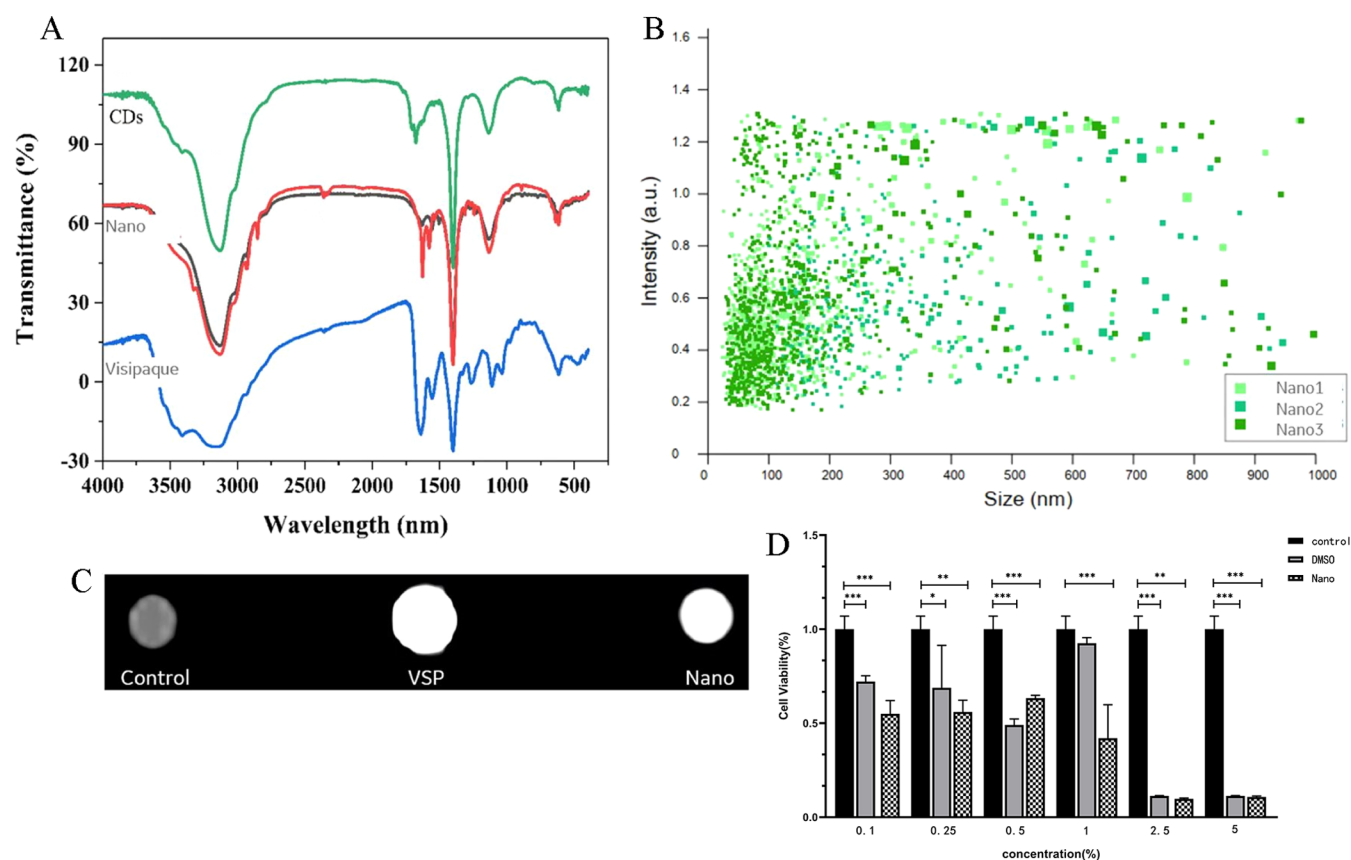 A
Transmittance (%)
120
90
60
30
0
-30
CDs
Nano
Visipaque
4000 3500 3000 2500 2000 1500 1000 500
Wavelength (nm)
B
Intensity (a.u.)
1.6
1.4
1.2
1.0
0.8
0.6
0.4
0.2
0
Nano1
Nano2
Nano3
0 100 200 300 400 500 600 700 800 900 1000
Size (nm)
C
Control VSP Nano
D
Cell Viability(%)
1.5
1.0
0.5
0.0
control
DMSO
Nano
*** ** *** *** ** ***
*** * *** *** ***
0.1 0.25 0.5 1 2.5 5
concentration(%)